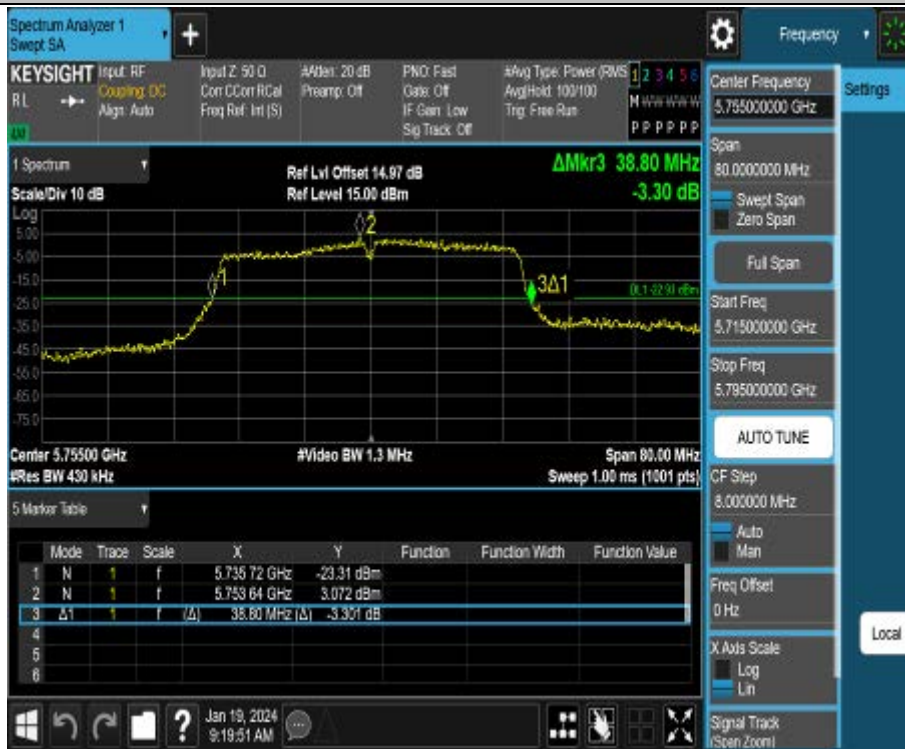 Spectrum Analyzer 1
Swept SA
+
Frequency
KEYSIGHT
RL
Input: RF
Coupling: DC
Align: Auto
Input Z: 50 Ω
Corr CCorr RCal
Freq Ref: Int (S)
#Atten: 20 dB
Preamp: Off
PNO: Fast
Gate: Off
IF Gain: Low
Sig Track: Off
#Avg Type: Power (RMS
Avg|Hold: 100/100
Trig: Free Run
1 2 3 4 5 6
M W W W W W
P P P P P P
1 Spectrum
Scale/Div 10 dB
Ref Lvl Offset 14.97 dB
Ref Level 15.00 dBm
ΔMkr3 38.80 MHz
-3.30 dB
Log
5.00
-5.00
-15.0
-25.0
-35.0
-45.0
-55.0
-65.0
-75.0
1
2
3Δ1
DL1 -22.91 dBm
Center 5.75500 GHz
#Video BW 1.3 MHz
Span 80.00 MHz
#Res BW 430 kHz
Sweep 1.00 ms (1001 pts)
5 Marker Table
Mode Trace Scale X Y Function Function Width Function Value
1 N 1 f 5.735 72 GHz -23.31 dBm
2 N 1 f 5.753 64 GHz 3.072 dBm
3 Δ1 1 f (Δ) 38.80 MHz (Δ) -3.301 dB
4
5
6
Jan 19, 2024
9:19:51 AM
?
Center Frequency
5.755000000 GHz
Settings
Span
80.0000000 MHz
Swept Span
Zero Span
Full Span
Start Freq
5.715000000 GHz
Stop Freq
5.795000000 GHz
AUTO TUNE
CF Step
8.000000 MHz
Auto
Man
Freq Offset
0 Hz
X Axis Scale
Log
Lin
Local
Signal Track
(Span Zoom)